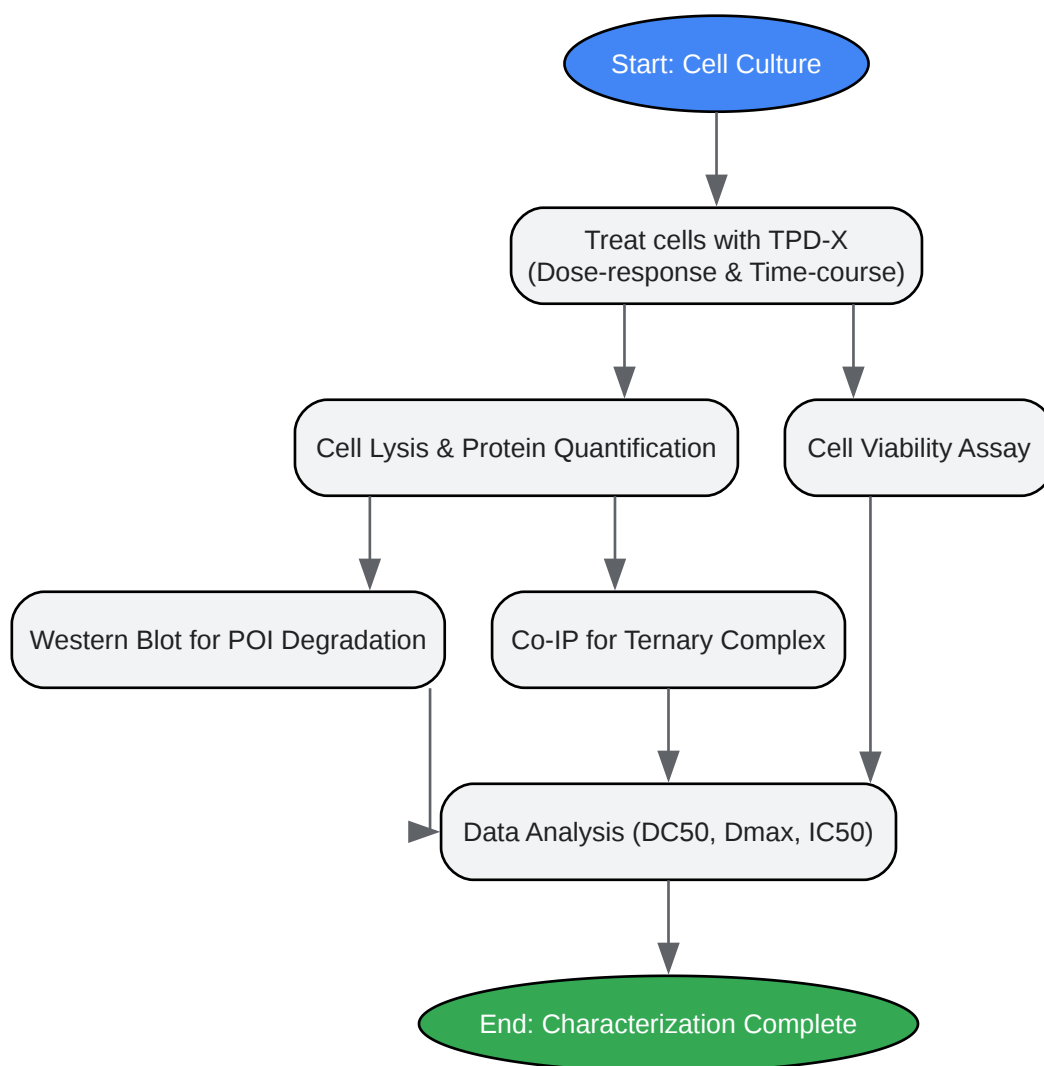 Start: Cell Culture
Treat cells with TPD-X
(Dose-response & Time-course)
Cell Lysis & Protein Quantification
Cell Viability Assay
Western Blot for POI Degradation
Co-IP for Ternary Complex
Data Analysis (DC50, Dmax, IC50)
End: Characterization Complete